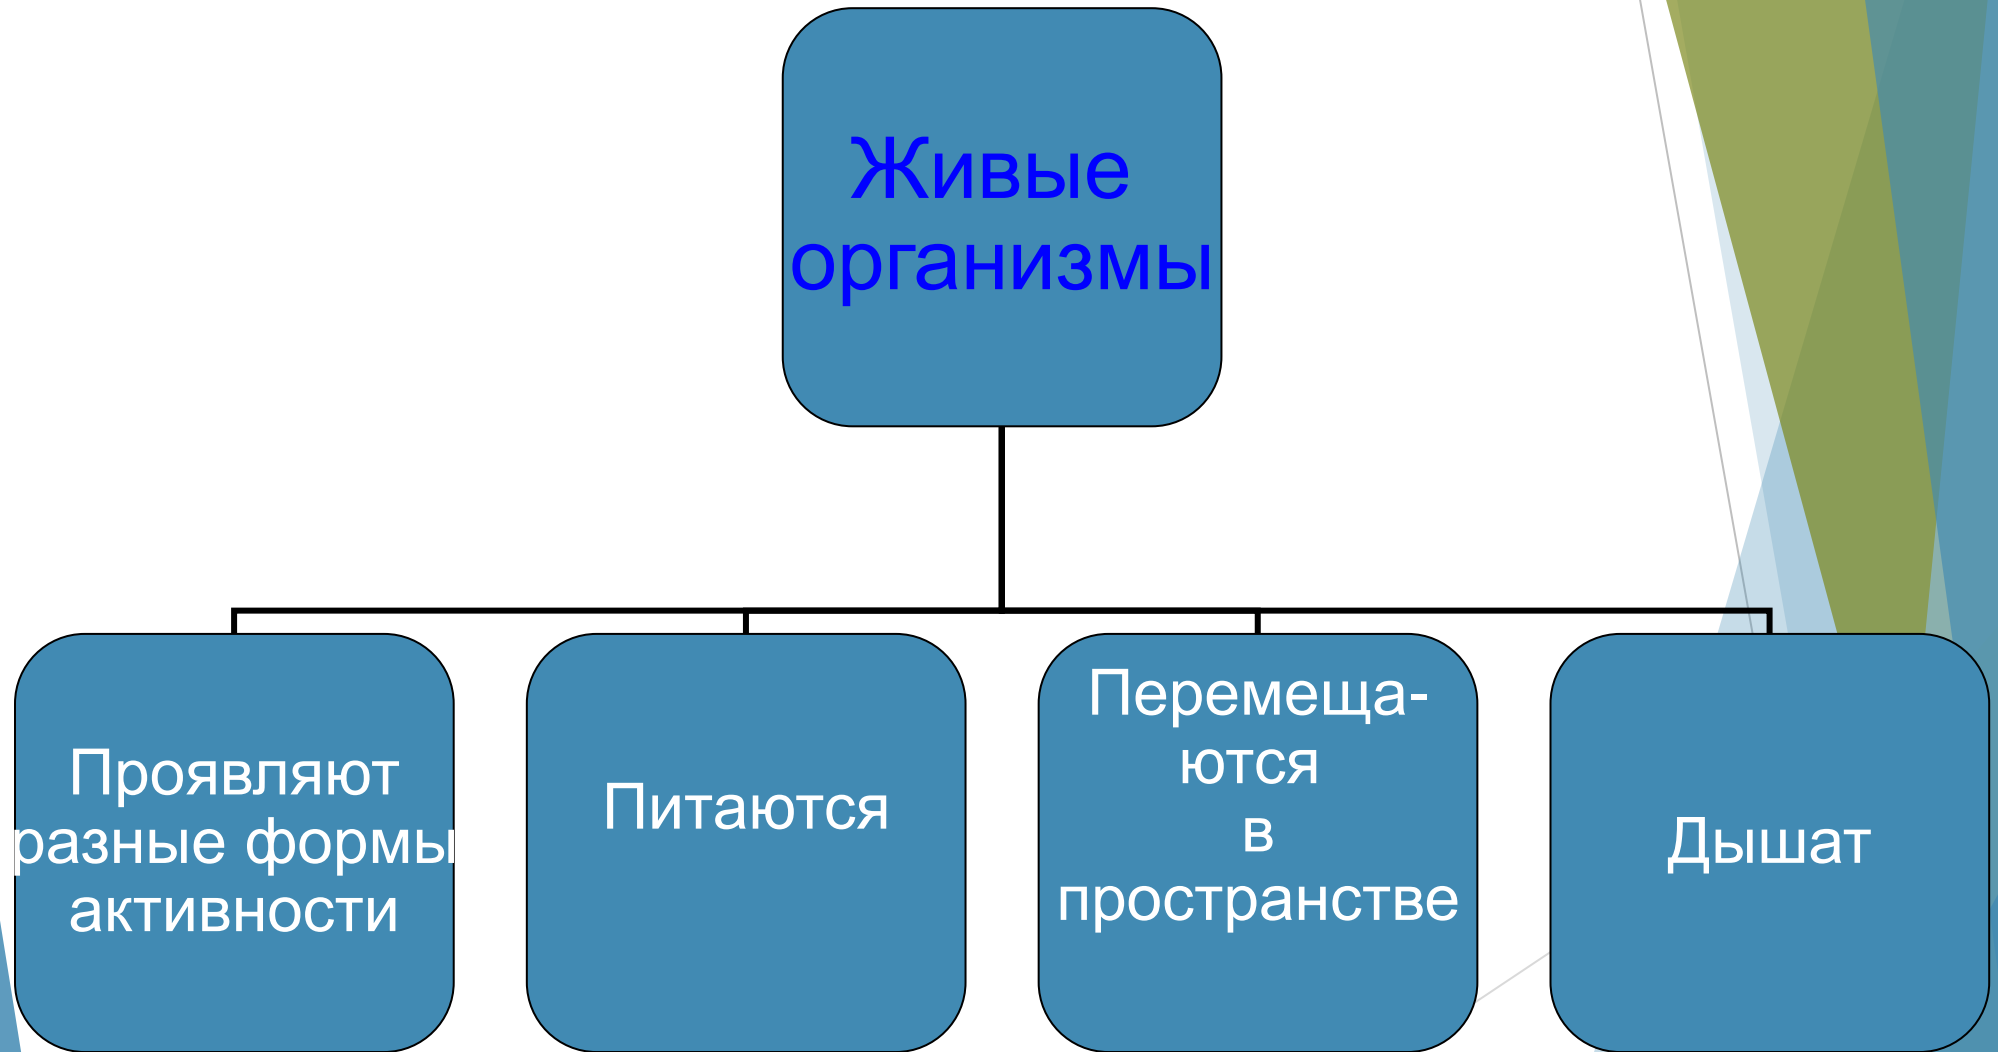 Живые
организмы
Проявляют
разные формы
активности
Питаются
Перемеща-
ются
в
пространстве
Дышат